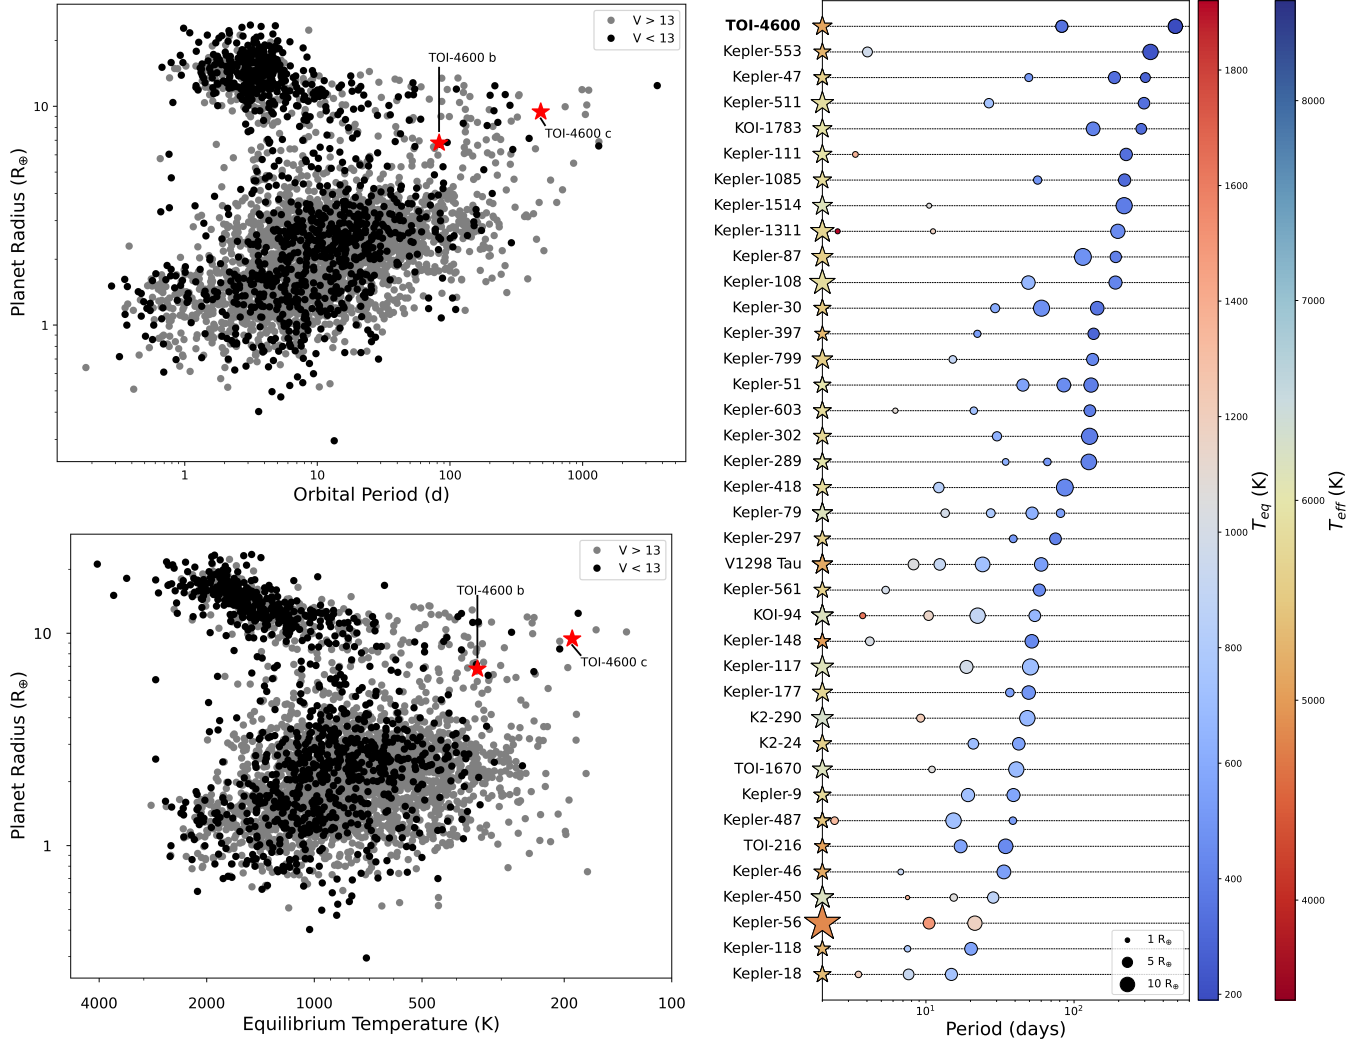 V > 13
V < 13
TOI-4600 b
TOI-4600 c
10
1
Planet Radius (R⊕)
1
10
100
1000
Orbital Period (d)
V > 13
V < 13
TOI-4600 b
TOI-4600 c
10
1
Planet Radius (R⊕)
4000
2000
1000
500
200
100
Equilibrium Temperature (K)
TOI-4600
Kepler-553
Kepler-47
Kepler-511
KOI-1783
Kepler-111
Kepler-1085
Kepler-1514
Kepler-1311
Kepler-87
Kepler-108
Kepler-30
Kepler-397
Kepler-799
Kepler-51
Kepler-603
Kepler-302
Kepler-289
Kepler-418
Kepler-79
Kepler-297
V1298 Tau
Kepler-561
KOI-94
Kepler-148
Kepler-117
Kepler-177
K2-290
K2-24
TOI-1670
Kepler-9
Kepler-487
TOI-216
Kepler-46
Kepler-450
Kepler-56
Kepler-118
Kepler-18
1 R⊕
5 R⊕
10 R⊕
10¹
10²
Period (days)
1800
1600
1400
1200
1000
800
600
400
200
T_eq (K)
8000
7000
6000
5000
4000
T_eff (K)